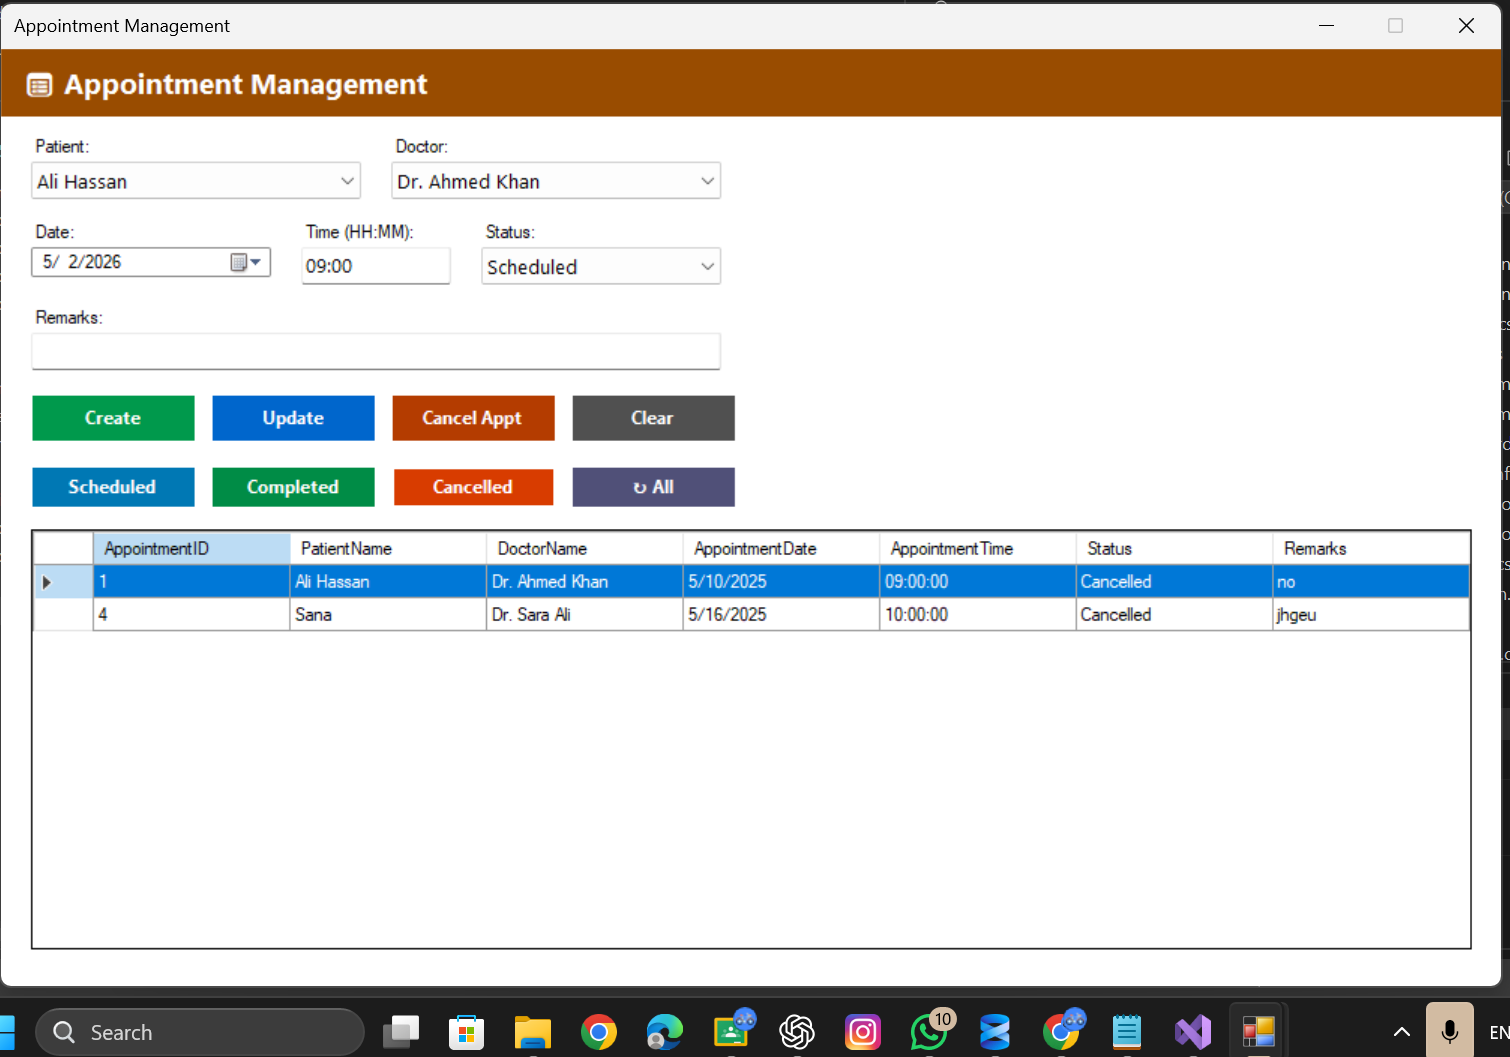 Appointment Management
Appointment Management
Patient: Doctor:
Ali Hassan Dr. Ahmed Khan
Date: Time (HH:MM): Status:
5/ 2/2026 09:00 Scheduled
Remarks:
Create Update Cancel Appt Clear
Scheduled Completed Cancelled ↻ All
AppointmentID PatientName DoctorName AppointmentDate AppointmentTime Status Remarks
1 Ali Hassan Dr. Ahmed Khan 5/10/2025 09:00:00 Cancelled no
4 Sana Dr. Sara Ali 5/16/2025 10:00:00 Cancelled jhgeu
Search 10 EN